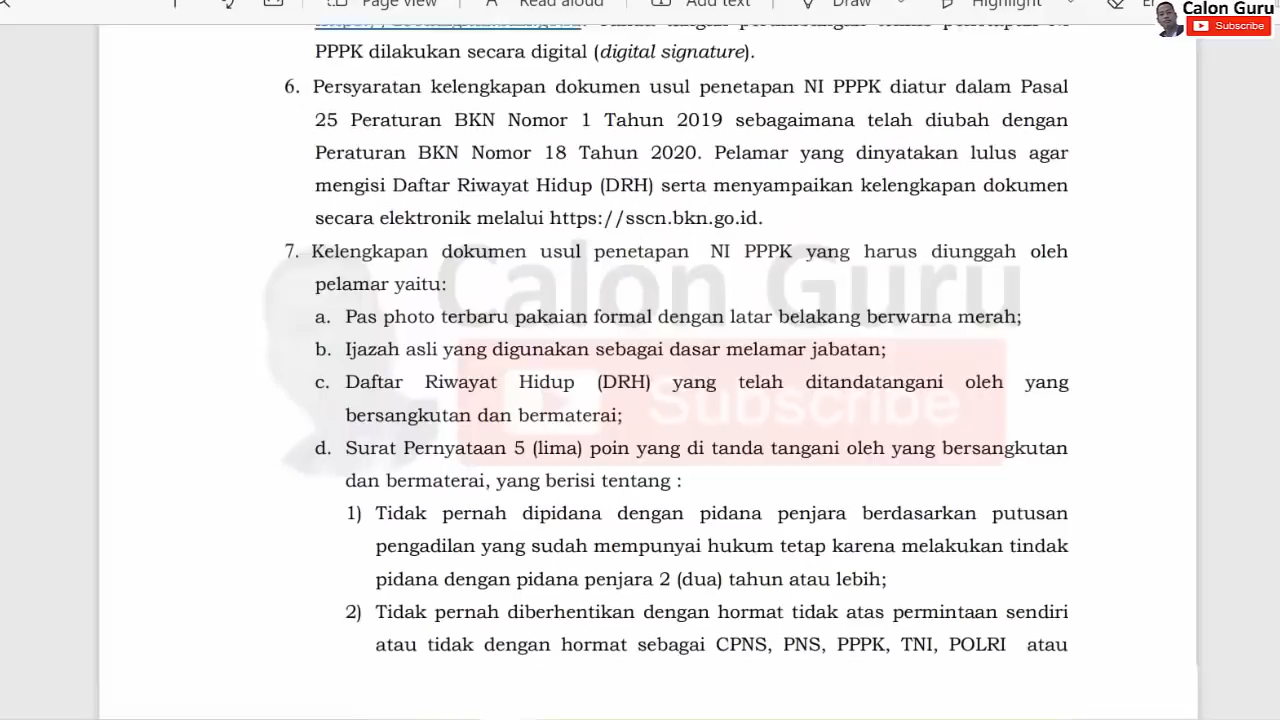 Page view
Read aloud
Add text
Draw
Highlight
Calon Guru
Subscribe
PPPK dilakukan secara digital (digital signature).
6. Persyaratan kelengkapan dokumen usul penetapan NI PPPK diatur dalam Pasal
25 Peraturan BKN Nomor 1 Tahun 2019 sebagaimana telah diubah dengan
Peraturan BKN Nomor 18 Tahun 2020. Pelamar yang dinyatakan lulus agar
mengisi Daftar Riwayat Hidup (DRH) serta menyampaikan kelengkapan dokumen
secara elektronik melalui https://sscn.bkn.go.id.
7. Kelengkapan dokumen usul penetapan NI PPPK yang harus diunggah oleh
pelamar yaitu:
a. Pas photo terbaru pakaian formal dengan latar belakang berwarna merah;
b. Ijazah asli yang digunakan sebagai dasar melamar jabatan;
c. Daftar Riwayat Hidup (DRH) yang telah ditandatangani oleh yang
bersangkutan dan bermaterai;
d. Surat Pernyataan 5 (lima) poin yang di tanda tangani oleh yang bersangkutan
dan bermaterai, yang berisi tentang :
1) Tidak pernah dipidana dengan pidana penjara berdasarkan putusan
pengadilan yang sudah mempunyai hukum tetap karena melakukan tindak
pidana dengan pidana penjara 2 (dua) tahun atau lebih;
2) Tidak pernah diberhentikan dengan hormat tidak atas permintaan sendiri
atau tidak dengan hormat sebagai CPNS, PNS, PPPK, TNI, POLRI atau
Calon Guru
Subscribe